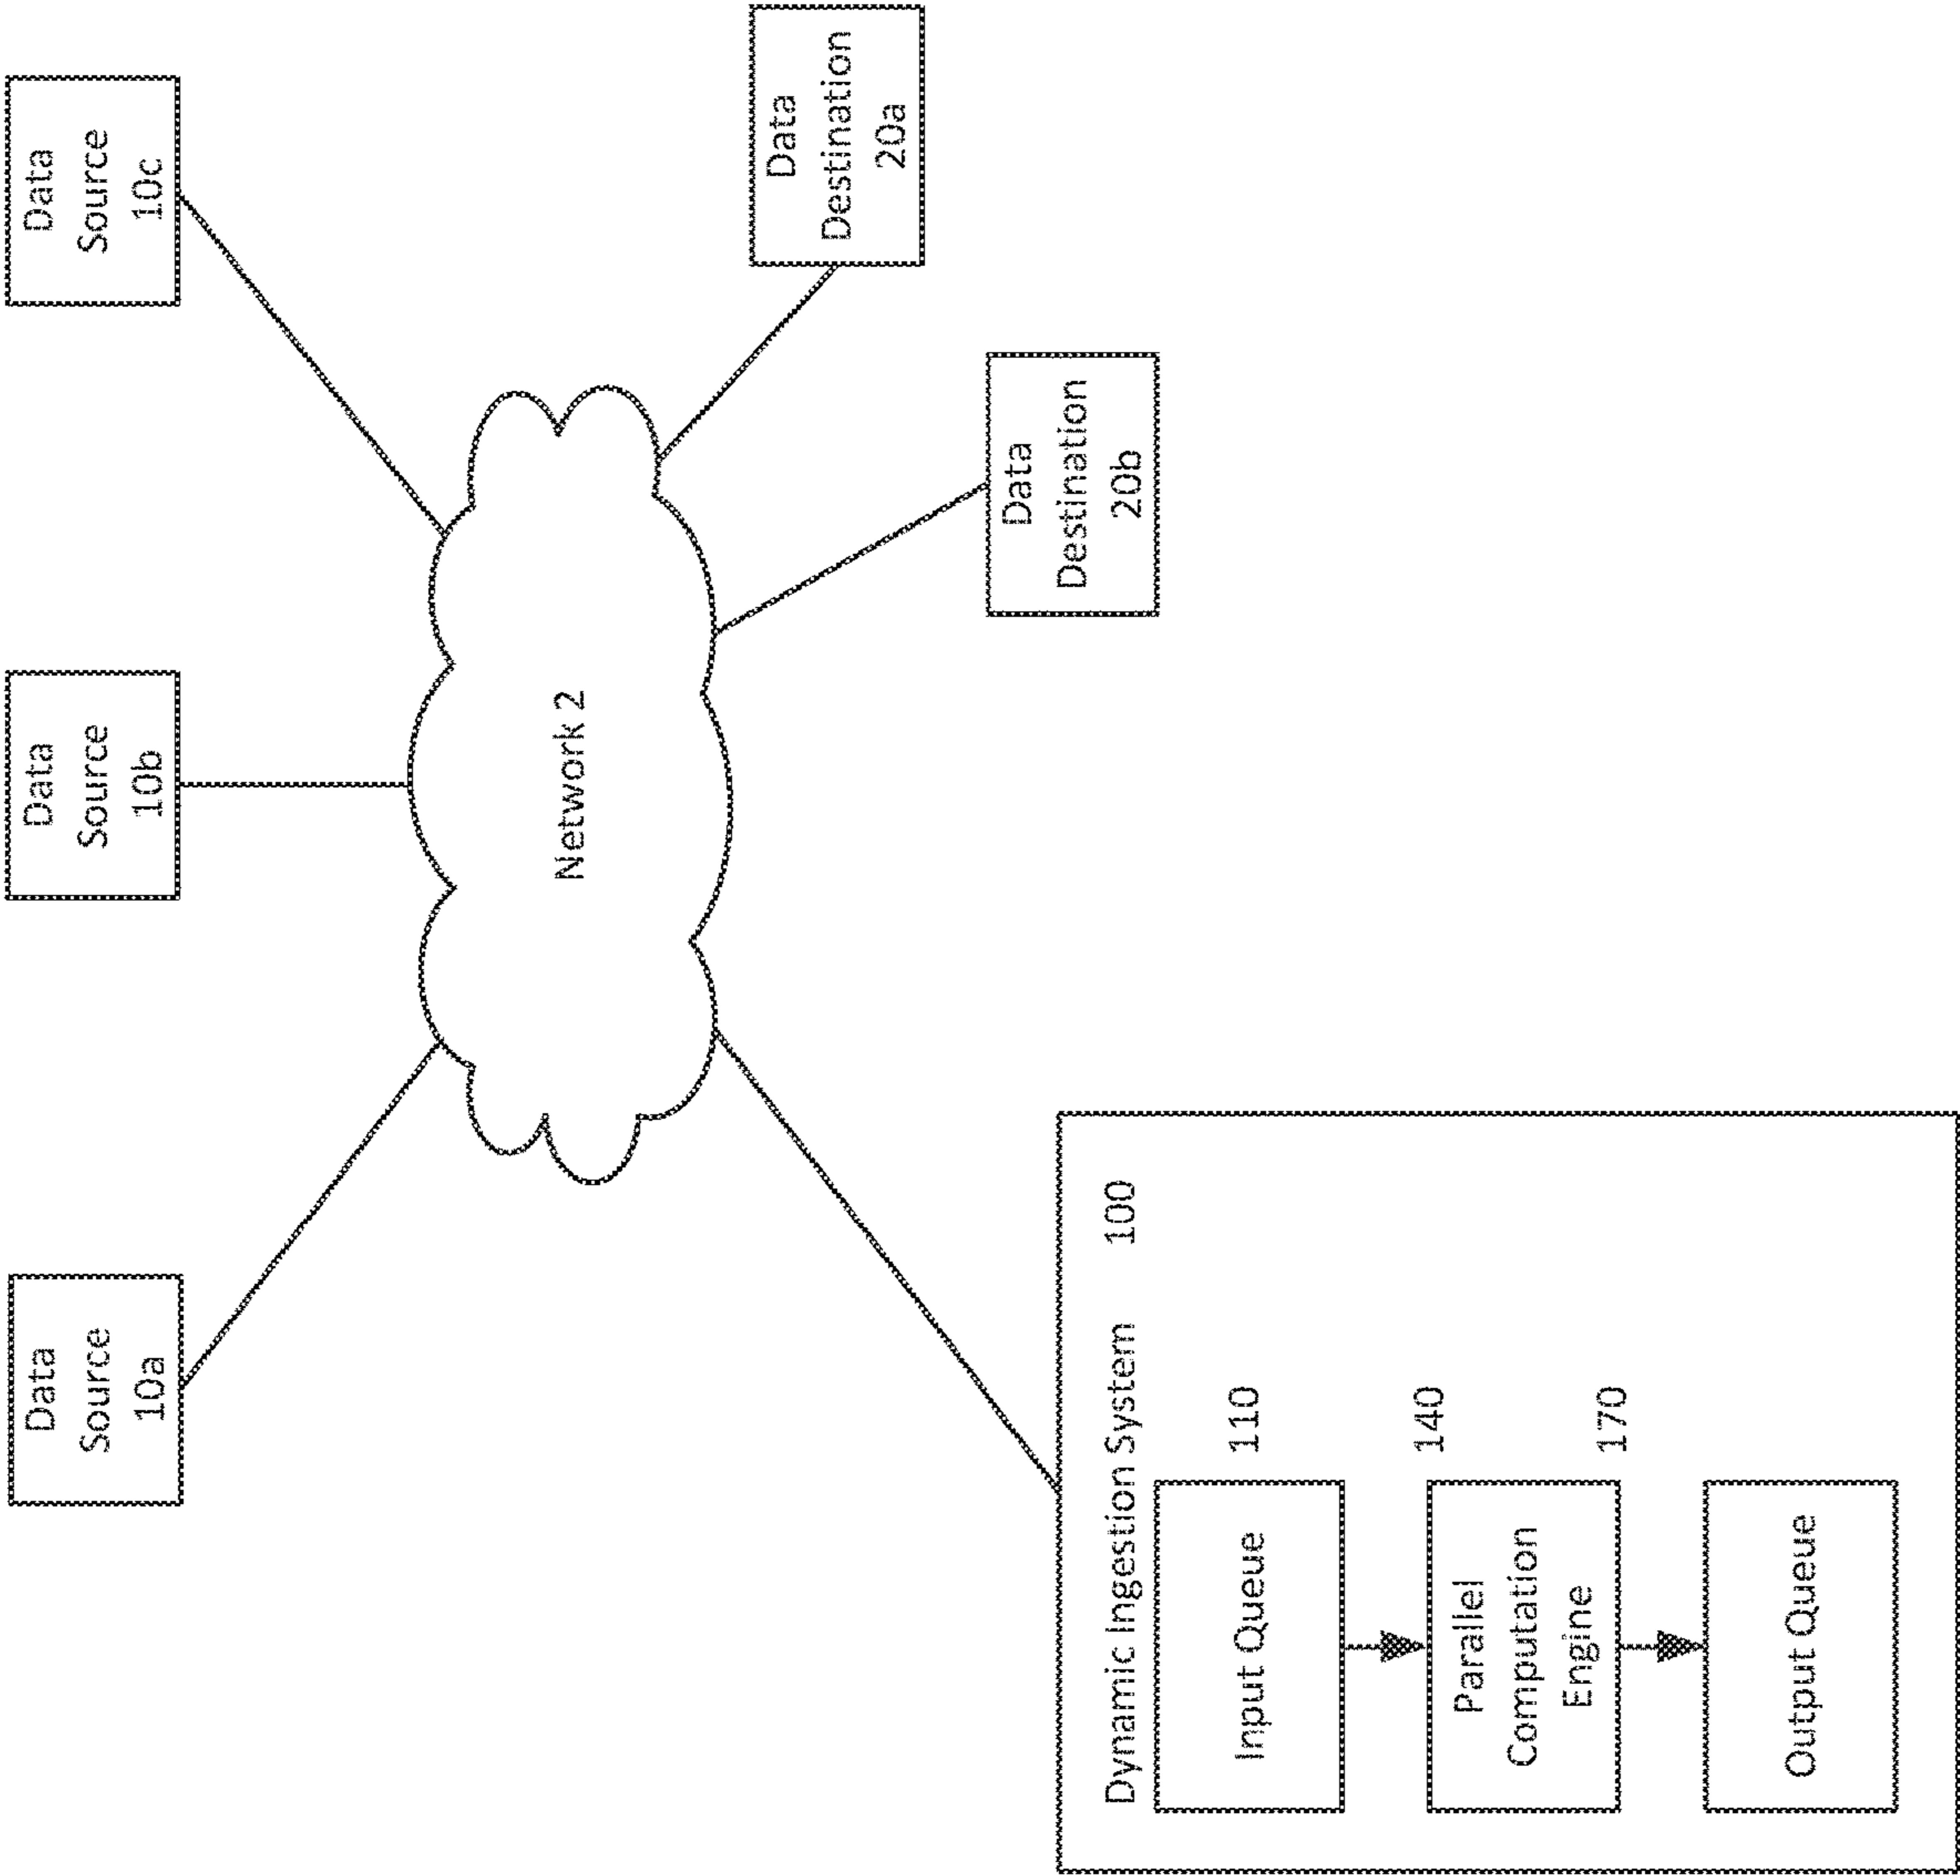 Data
Source
10a
Data
Source
10b
Data
Source
10c
Network 2
Data
Destination
20a
Data
Destination
20b
Dynamic Ingestion System 100
Input Queue
110
Parallel
Computation
Engine
140
170
Output Queue